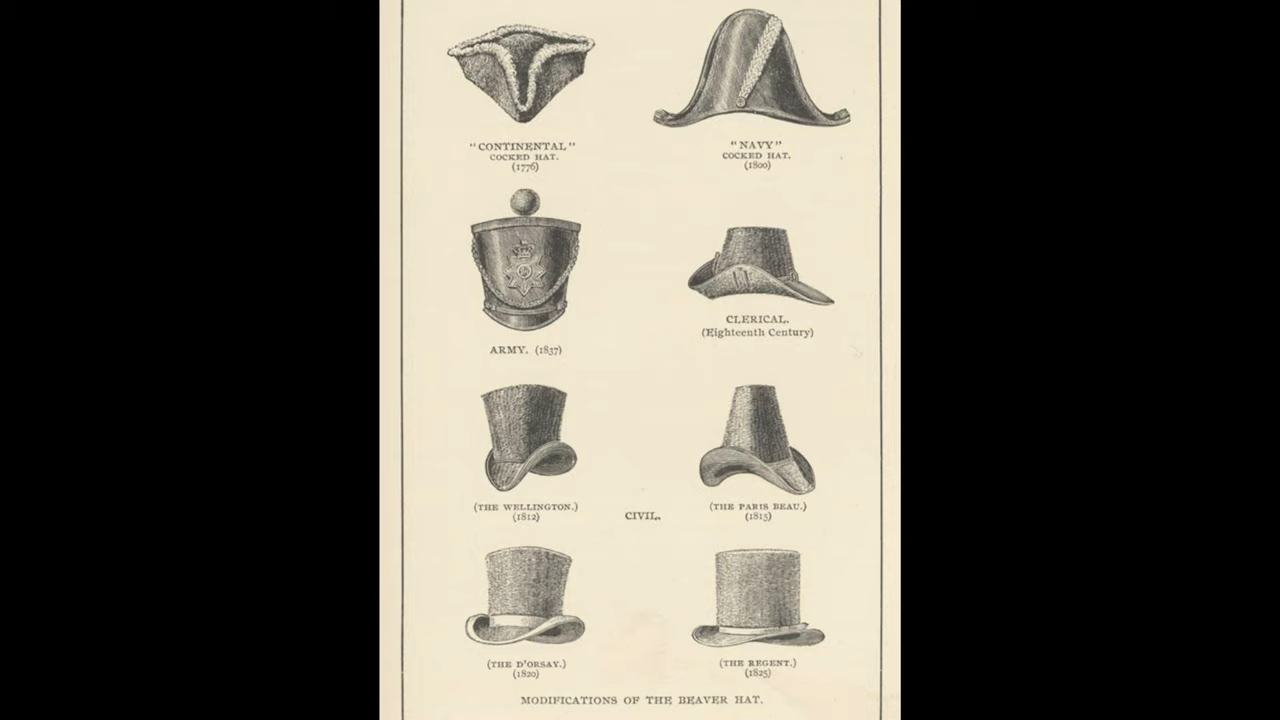 "CONTINENTAL"
COCKED HAT.
(1776)
"NAVY"
COCKED HAT.
(1800)
ARMY. (1837)
CLERICAL.
(Eighteenth Century)
(THE WELLINGTON.)
(1812)
CIVIL.
(THE PARIS BEAU.)
(1815)
(THE D'ORSAY.)
(1820)
(THE REGENT.)
(1825)
MODIFICATIONS OF THE BEAVER HAT.